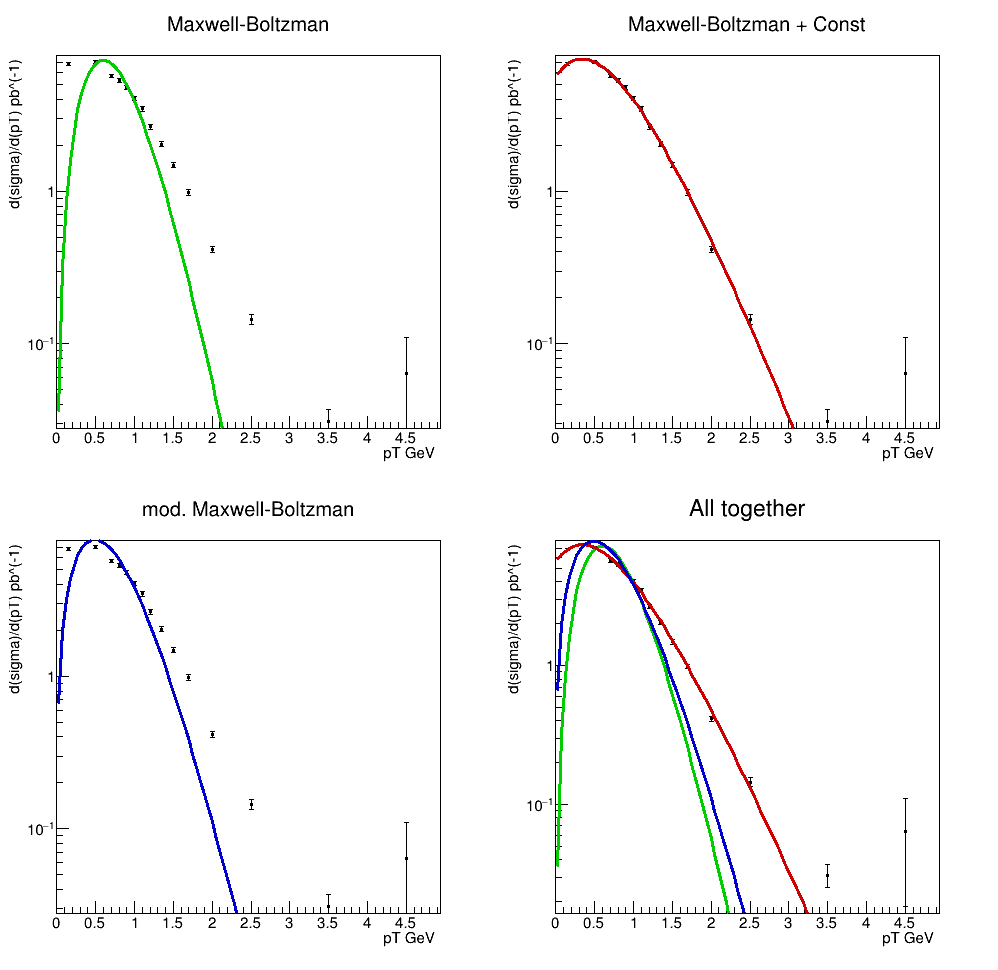 Maxwell-Boltzman
d(sigma)/d(pT) pb^(-1)
1
10⁻¹
0 0.5 1 1.5 2 2.5 3 3.5 4 4.5
pT GeV
Maxwell-Boltzman + Const
d(sigma)/d(pT) pb^(-1)
1
10⁻¹
0 0.5 1 1.5 2 2.5 3 3.5 4 4.5
pT GeV
mod. Maxwell-Boltzman
d(sigma)/d(pT) pb^(-1)
1
10⁻¹
0 0.5 1 1.5 2 2.5 3 3.5 4 4.5
pT GeV
All together
d(sigma)/d(pT) pb^(-1)
1
10⁻¹
0 0.5 1 1.5 2 2.5 3 3.5 4 4.5
pT GeV